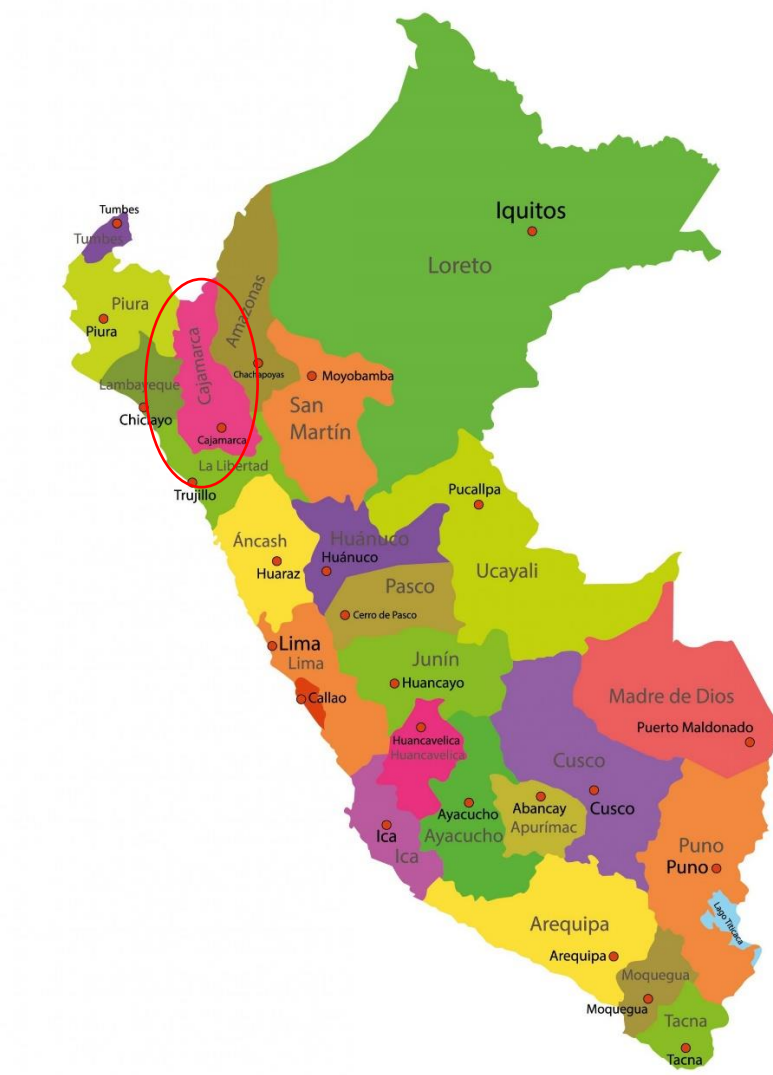 Tumbes
Tumbes
Iquitos
Loreto
Piura
Piura
Amazonas
Cajamarca
Chachapoyas
Moyobamba
Lambayeque
Chiclayo
San
Martín
Cajamarca
La Libertad
Trujillo
Pucallpa
Áncash
Huaraz
Huánuco
Huánuco
Ucayali
Pasco
Cerro de Pasco
Lima
Lima
Junín
Huancayo
Callao
Madre de Dios
Puerto Maldonado
Huancavelica
Huancavelica
Cusco
Cusco
Ayacucho
Ayacucho
Abancay
Apurímac
Ica
Ica
Puno
Puno
Lago Titicaca
Arequipa
Arequipa
Moquegua
Moquegua
Tacna
Tacna